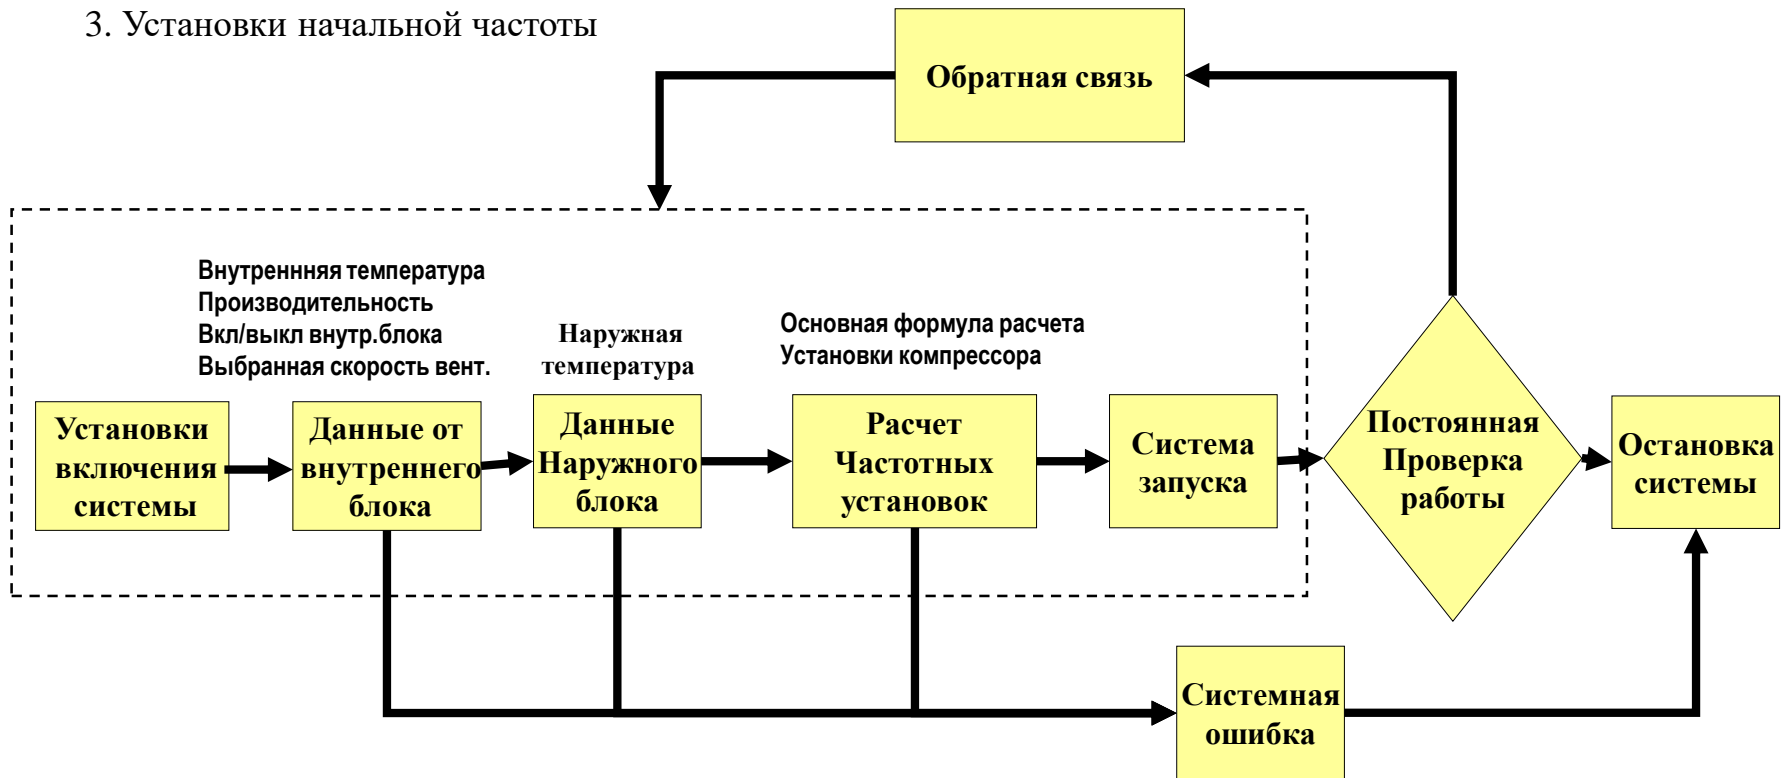 3. Установки начальной частоты
Обратная связь
Внутреннняя температура
Производительность
Вкл/выкл внутр.блока
Выбранная скорость вент.
Наружная
температура
Основная формула расчета
Установки компрессора
Установки
включения
системы
Данные от
внутреннего
блока
Данные
Наружного
блока
Расчет
Частотных
установок
Система
запуска
Постоянная
Проверка
работы
Остановка
системы
Системная
ошибка